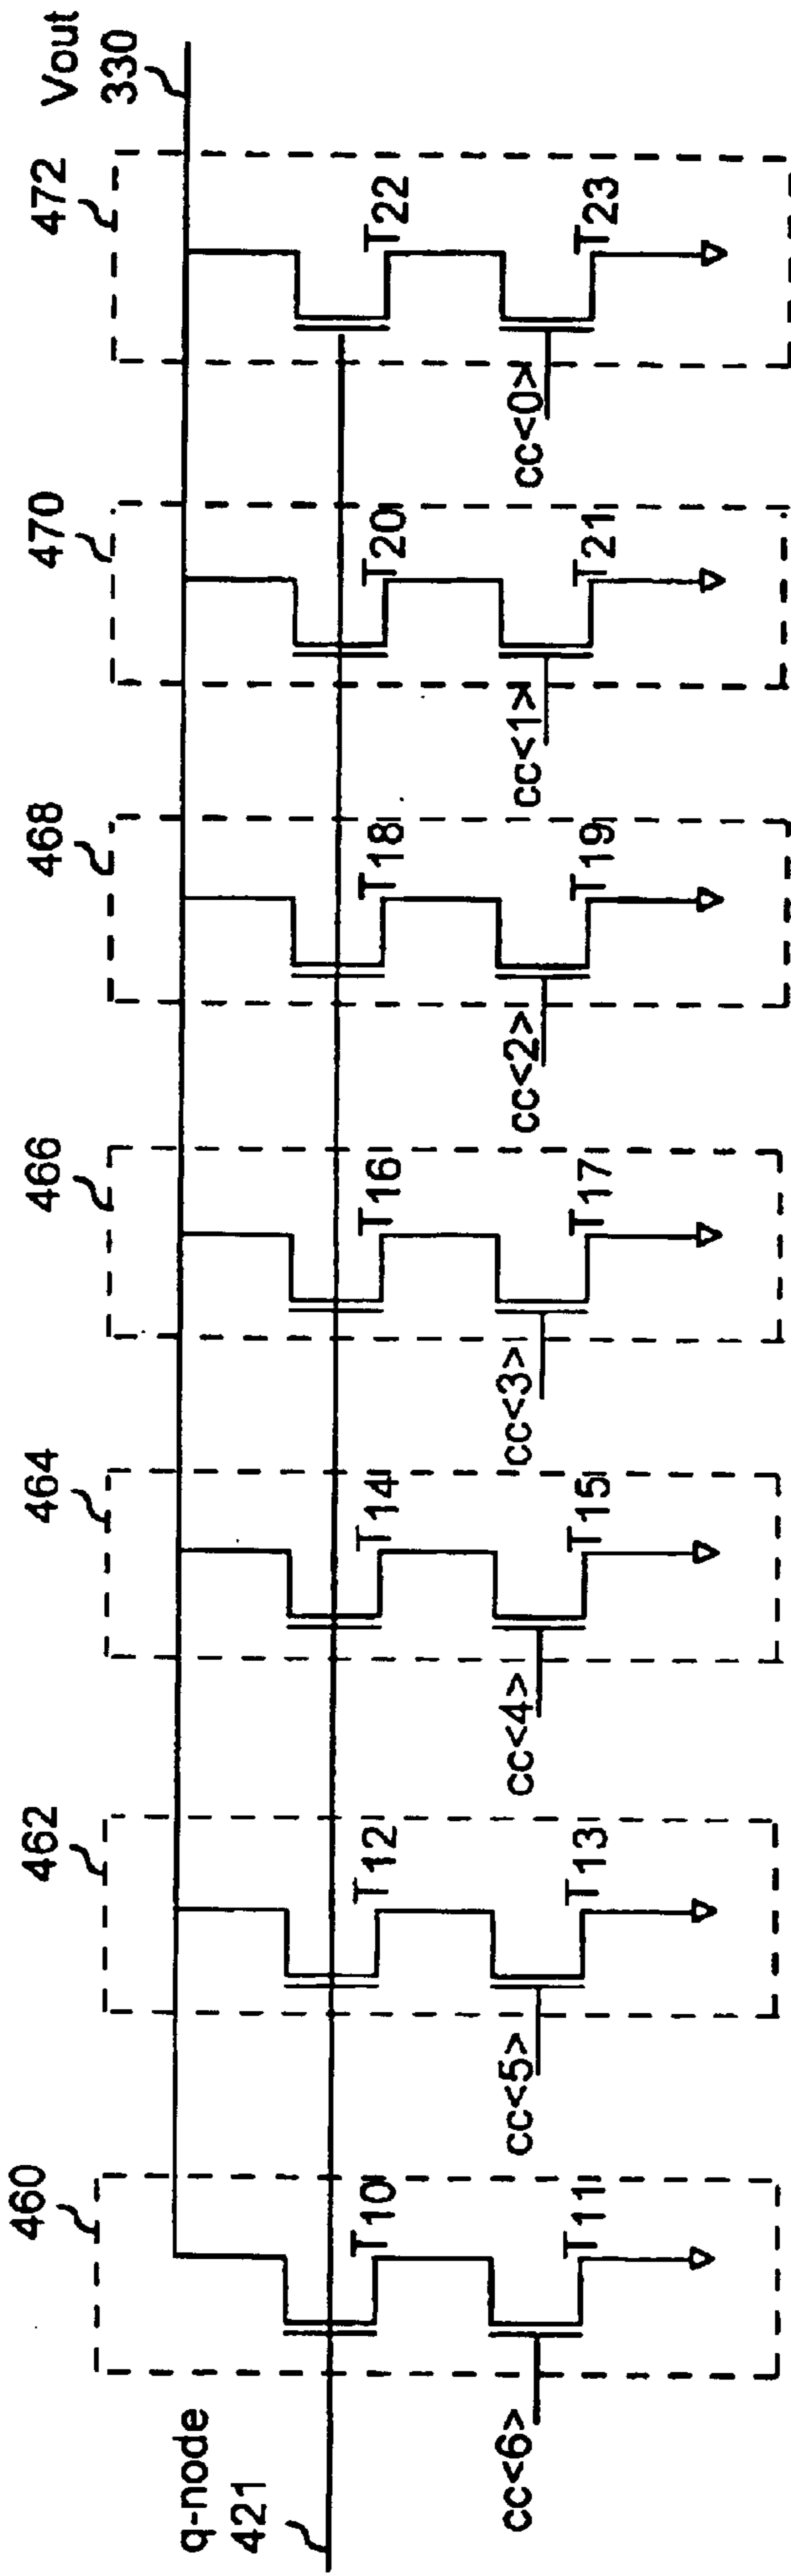 Vout
330
460
462
464
466
468
470
472
q-node
421
T10
T12
T14
T16
T18
T20
T22
cc<6>
T11
cc<5>
T13
cc<4>
T15
cc<3>
T17
cc<2>
T19
cc<1>
T21
cc<0>
T23